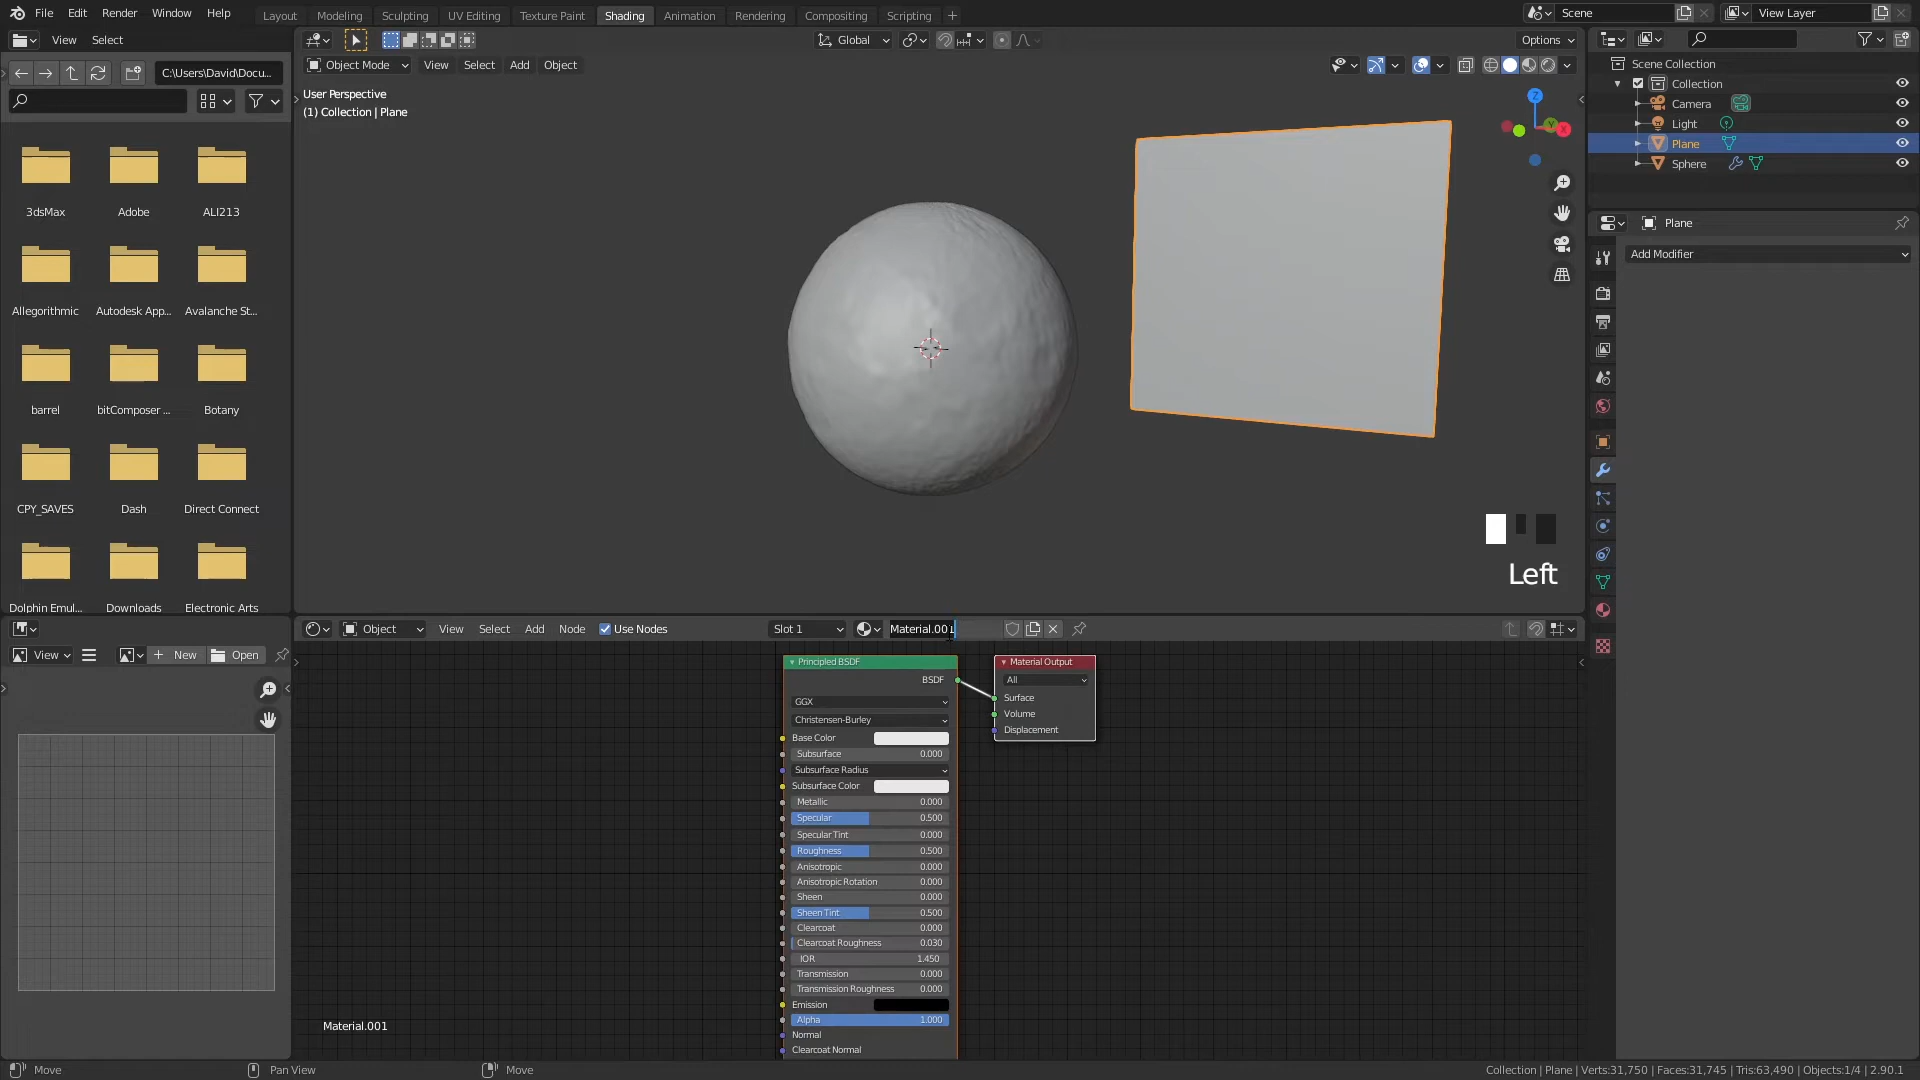 File Edit Render Window Help
Layout Modeling Sculpting UV Editing Texture Paint Shading Animation Rendering Compositing Scripting +
Scene
View Layer
View Select
Global
Options
C:\Users\David\Docu...
Object Mode View Select Add Object
User Perspective
(1) Collection | Plane
3dsMax Adobe ALI213
Allegorithmic Autodesk App... Avalanche St...
barrel bitComposer ... Botany
CPY_SAVES Dash Direct Connect
Dolphin Emul... Downloads Electronic Arts
Z
Y
X
Left
Scene Collection
Collection
Camera
Light
Plane
Sphere
Plane
Add Modifier
View New Open
Object View Select Add Node Use Nodes Slot 1 Material.001
Principled BSDF
BSDF
GGX
Christensen-Burley
Base Color
Subsurface 0.000
Subsurface Radius
Subsurface Color
Metallic 0.000
Specular 0.500
Specular Tint 0.000
Roughness 0.500
Anisotropic 0.000
Anisotropic Rotation 0.000
Sheen 0.000
Sheen Tint 0.500
Clearcoat 0.000
Clearcoat Roughness 0.030
IOR 1.450
Transmission 0.000
Transmission Roughness 0.000
Emission
Alpha 1.000
Normal
Clearcoat Normal
Material Output
All
Surface
Volume
Displacement
Material.001
Move Pan View Move
Collection | Plane | Verts:31,750 | Faces:31,745 | Tris:63,490 | Objects:1/4 | 2.90.1